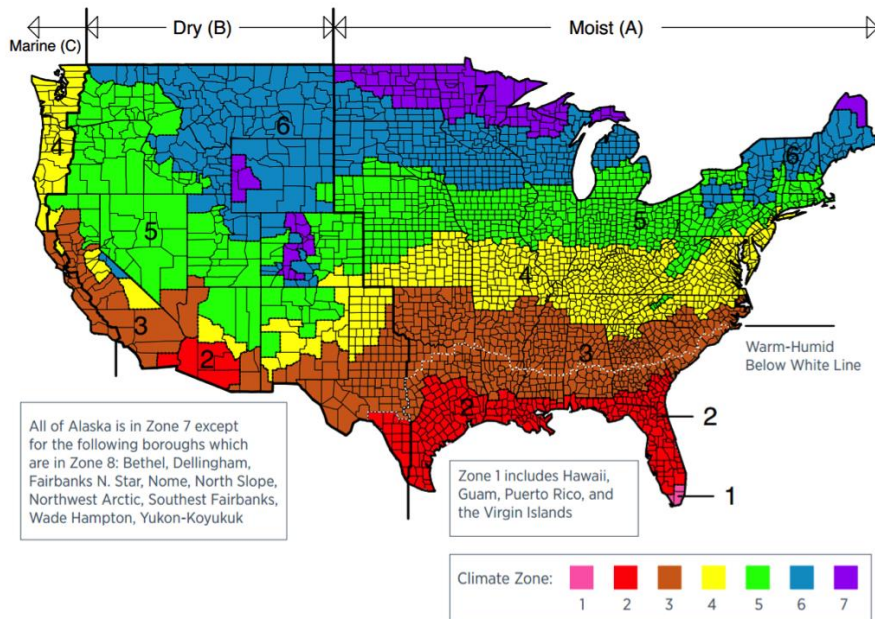 Marine (C)
Dry (B)
Moist (A)
7
6
6
6
4
5
5
4
3
3
2
2
Warm-Humid
Below White Line
2
1
All of Alaska is in Zone 7 except
for the following boroughs which
are in Zone 8: Bethel, Dellingham,
Fairbanks N. Star, Nome, North Slope,
Northwest Arctic, Southest Fairbanks,
Wade Hampton, Yukon-Koyukuk
Zone 1 includes Hawaii,
Guam, Puerto Rico, and
the Virgin Islands
Climate Zone:
1 2 3 4 5 6 7